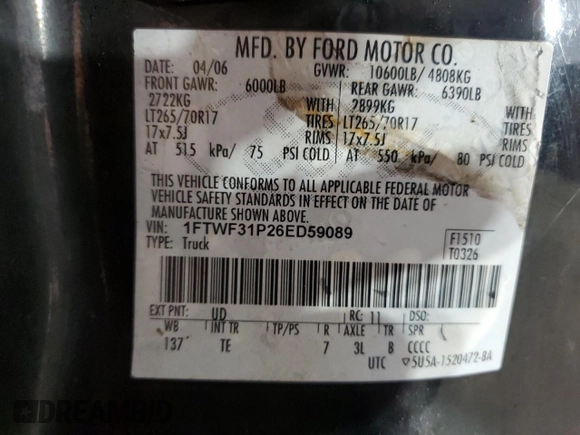 MFD. BY FORD MOTOR CO.
DATE: 04/06 GVWR: 10600LB/ 4808KG
FRONT GAWR: 6000LB REAR GAWR: 6390LB
2722KG WITH 2899KG WITH
LT265/70R17 TIRES LT265/70R17 TIRES
17x7.5J RIMS 17x7.5J RIMS
AT 515 kPa/ 75 PSI COLD AT 550 kPa/ 80 PSI COLD
THIS VEHICLE CONFORMS TO ALL APPLICABLE FEDERAL MOTOR
VEHICLE SAFETY STANDARDS IN EFFECT ON THE DATE OF
MANUFACTURE SHOWN ABOVE.
VIN: 1FTWF31P26ED59089 F1510
TYPE: Truck T0326
EXT PNT: UD RC: 11 DSO:
WB INT TR TP/PS R AXLE TR SPR
137 TE 7 3L B CCCC
UTC ▽5U5A-1520472-BA
DREAMBID